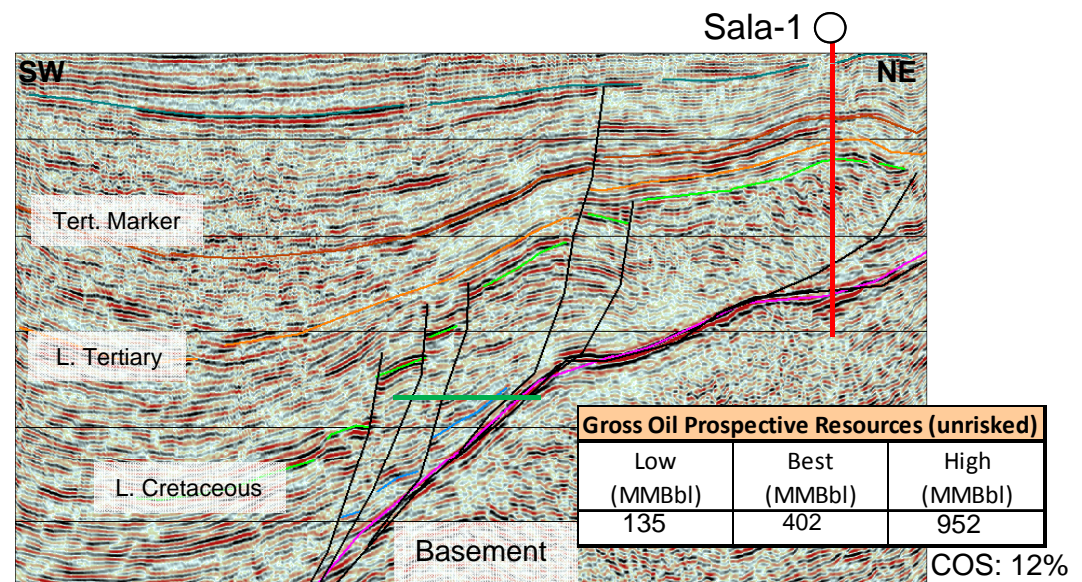 Sala-1
SW
NE
Tert. Marker
L. Tertiary
L. Cretaceous
Basement
Gross Oil Prospective Resources (unrisked)
Low Best High
(MMBbl) (MMBbl) (MMBbl)
135 402 952
COS: 12%